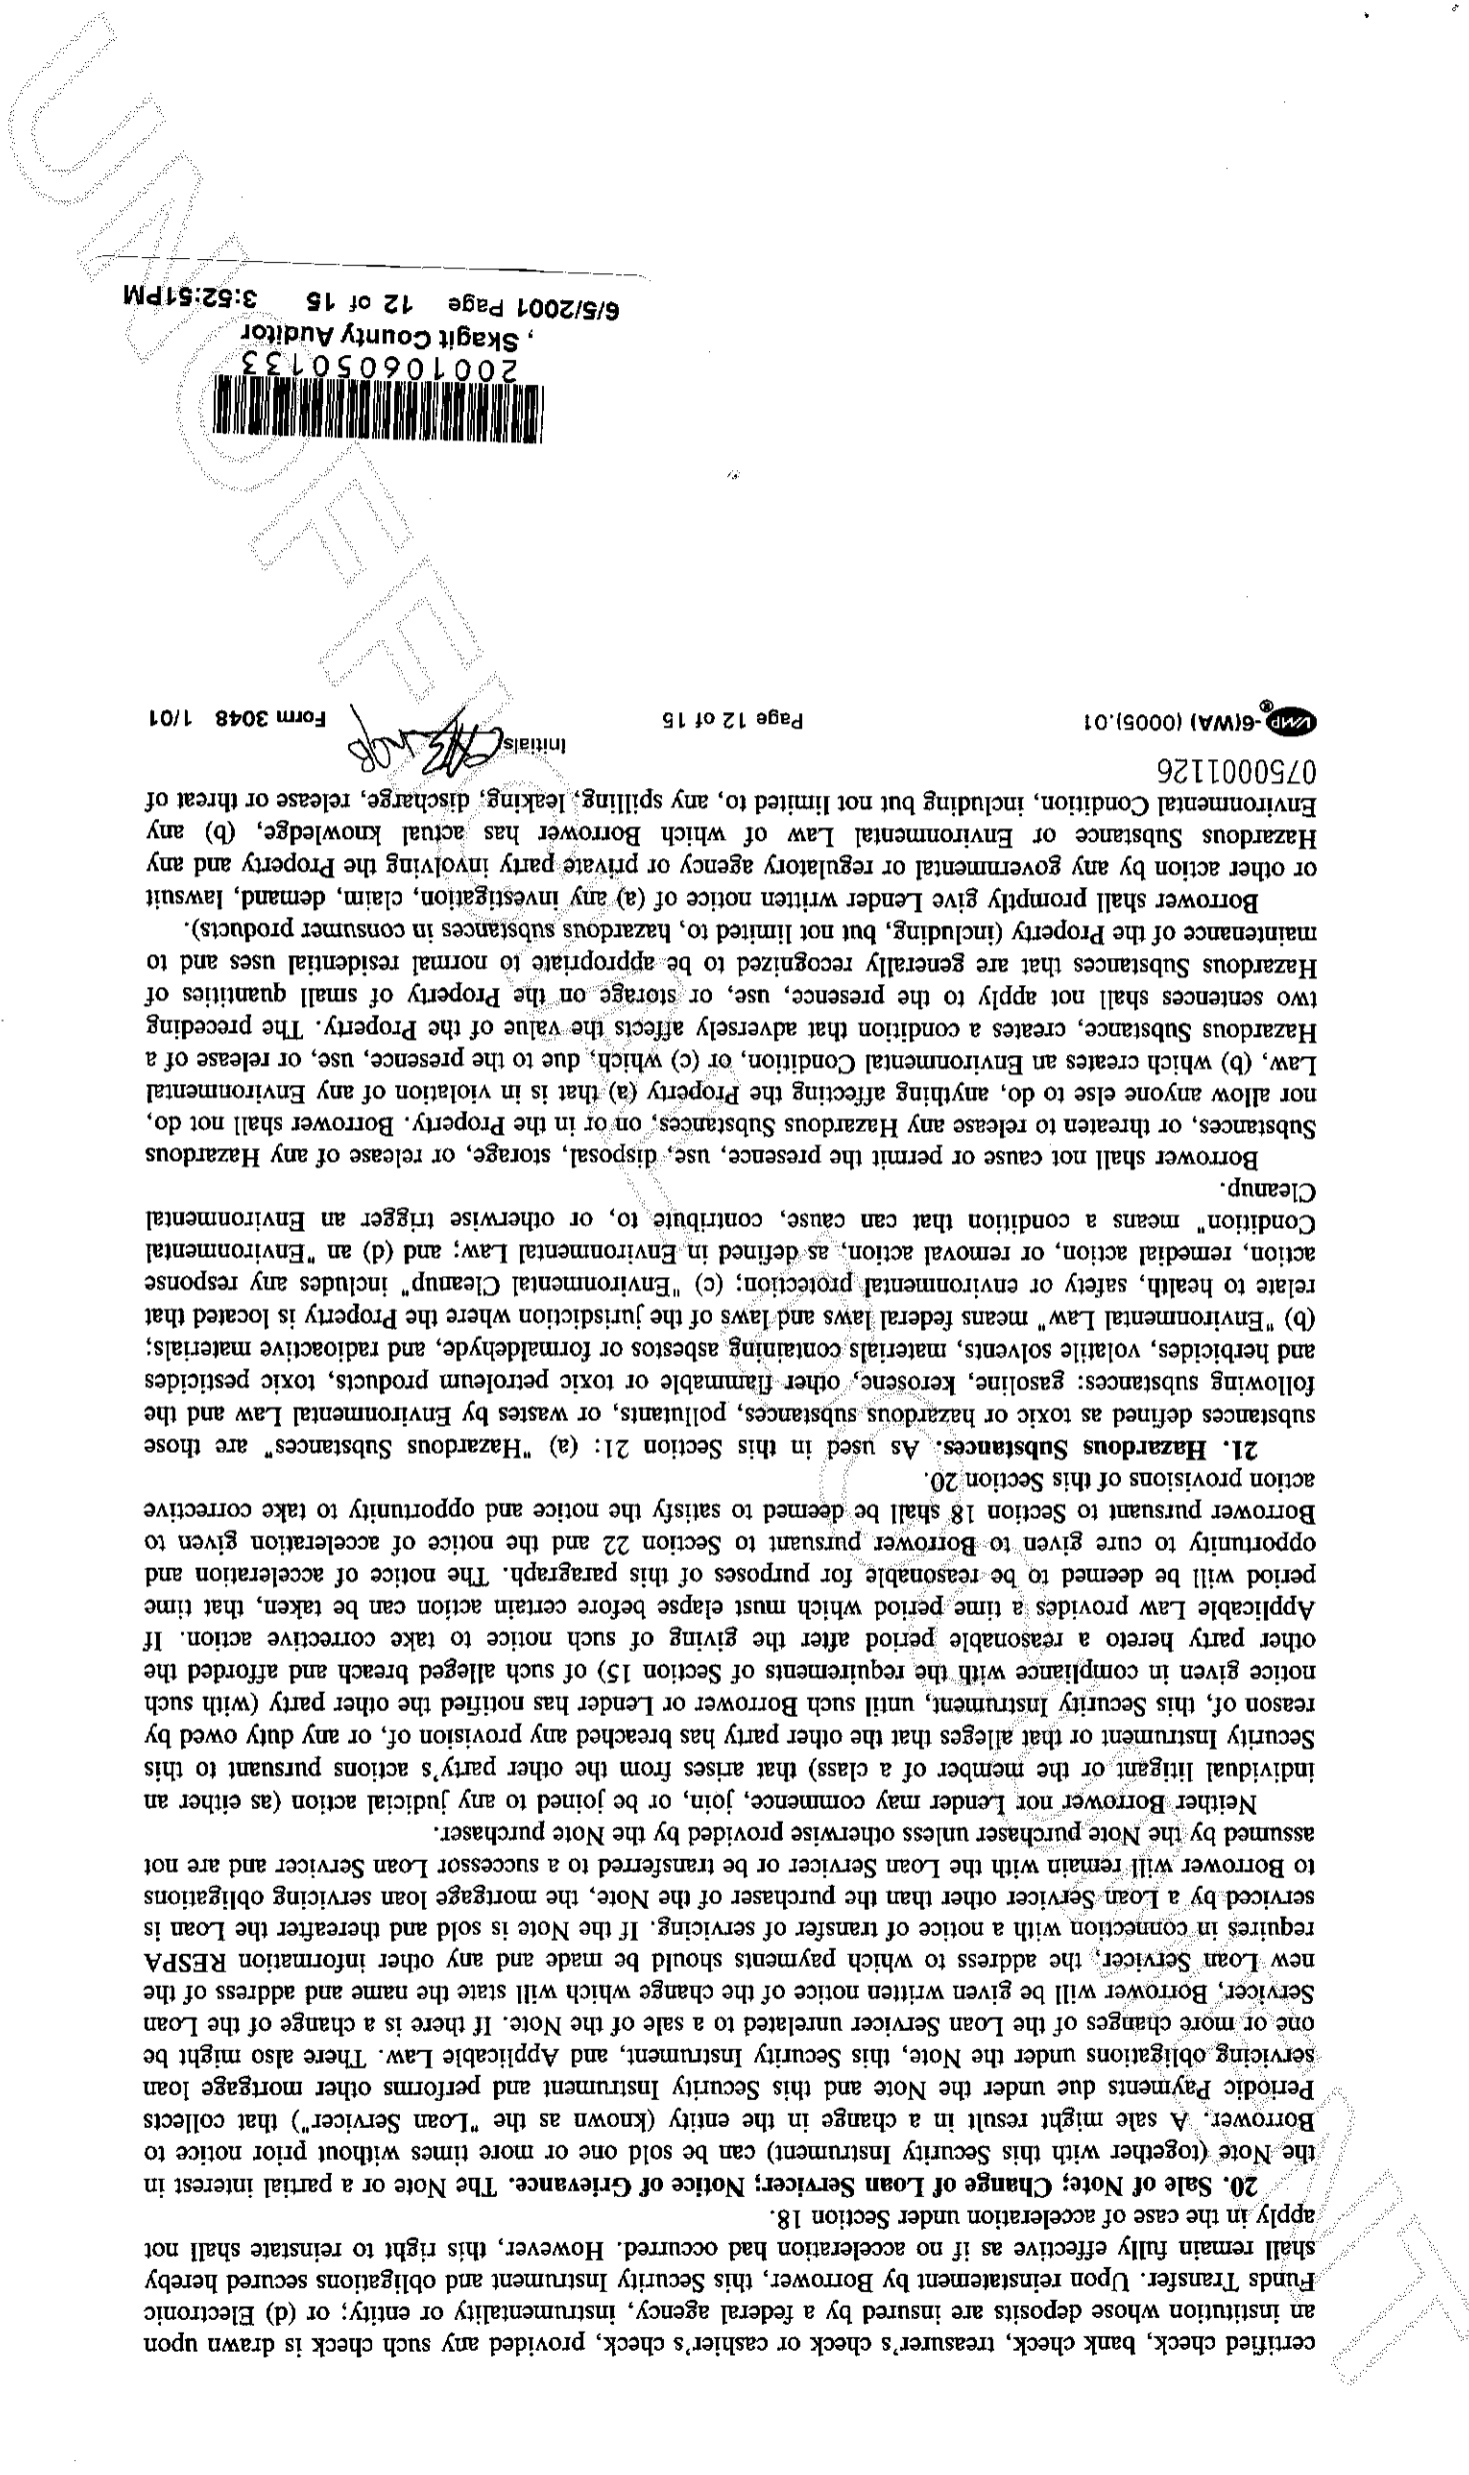 certified check, bank check, treasurer's check or cashier's check, provided any such check is drawn upon
an institution whose deposits are insured by a federal agency, instrumentality or entity; or (d) Electronic
Funds Transfer. Upon reinstatement by Borrower, this Security Instrument and obligations secured hereby
shall remain fully effective as if no acceleration had occurred. However, this right to reinstate shall not
apply in the case of acceleration under Section 18.
20. Sale of Note; Change of Loan Servicer; Notice of Grievance. The Note or a partial interest in
the Note (together with this Security Instrument) can be sold one or more times without prior notice to
Borrower. A sale might result in a change in the entity (known as the "Loan Servicer") that collects
Periodic Payments due under the Note and this Security Instrument and performs other mortgage loan
servicing obligations under the Note, this Security Instrument, and Applicable Law. There also might be
one or more changes of the Loan Servicer unrelated to a sale of the Note. If there is a change of the Loan
Servicer, Borrower will be given written notice of the change which will state the name and address of the
new Loan Servicer, the address to which payments should be made and any other information RESPA
requires in connection with a notice of transfer of servicing. If the Note is sold and thereafter the Loan is
serviced by a Loan Servicer other than the purchaser of the Note, the mortgage loan servicing obligations
to Borrower will remain with the Loan Servicer or be transferred to a successor Loan Servicer and are not
assumed by the Note purchaser unless otherwise provided by the Note purchaser.
Neither Borrower nor Lender may commence, join, or be joined to any judicial action (as either an
individual litigant or the member of a class) that arises from the other party's actions pursuant to this
Security Instrument or that alleges that the other party has breached any provision of, or any duty owed by
reason of, this Security Instrument, until such Borrower or Lender has notified the other party (with such
notice given in compliance with the requirements of Section 15) of such alleged breach and afforded the
other party hereto a reasonable period after the giving of such notice to take corrective action. If
Applicable Law provides a time period which must elapse before certain action can be taken, that time
period will be deemed to be reasonable for purposes of this paragraph. The notice of acceleration and
opportunity to cure given to Borrower pursuant to Section 22 and the notice of acceleration given to
Borrower pursuant to Section 18 shall be deemed to satisfy the notice and opportunity to take corrective
action provisions of this Section 20.
21. Hazardous Substances. As used in this Section 21: (a) "Hazardous Substances" are those
substances defined as toxic or hazardous substances, pollutants, or wastes by Environmental Law and the
following substances: gasoline, kerosene, other flammable or toxic petroleum products, toxic pesticides
and herbicides, volatile solvents, materials containing asbestos or formaldehyde, and radioactive materials;
(b) "Environmental Law" means federal laws and laws of the jurisdiction where the Property is located that
relate to health, safety or environmental protection; (c) "Environmental Cleanup" includes any response
action, remedial action, or removal action, as defined in Environmental Law; and (d) an "Environmental
Condition" means a condition that can cause, contribute to, or otherwise trigger an Environmental
Cleanup.
Borrower shall not cause or permit the presence, use, disposal, storage, or release of any Hazardous
Substances, or threaten to release any Hazardous Substances, on or in the Property. Borrower shall not do,
nor allow anyone else to do, anything affecting the Property (a) that is in violation of any Environmental
Law, (b) which creates an Environmental Condition, or (c) which, due to the presence, use, or release of a
Hazardous Substance, creates a condition that adversely affects the value of the Property. The preceding
two sentences shall not apply to the presence, use, or storage on the Property of small quantities of
Hazardous Substances that are generally recognized to be appropriate to normal residential uses and to
maintenance of the Property (including, but not limited to, hazardous substances in consumer products).
Borrower shall promptly give Lender written notice of (a) any investigation, claim, demand, lawsuit
or other action by any governmental or regulatory agency or private party involving the Property and any
Hazardous Substance or Environmental Law of which Borrower has actual knowledge, (b) any
Environmental Condition, including but not limited to, any spilling, leaking, discharge, release or threat of
0750001126
Initials
VMP -6(WA) (0005).01 Page 12 of 15 Form 3048 1/01
200106050133
, Skagit County Auditor
6/5/2001 Page 12 of 15 3:52:51PM
UNOFFICIAL DOCUMENT